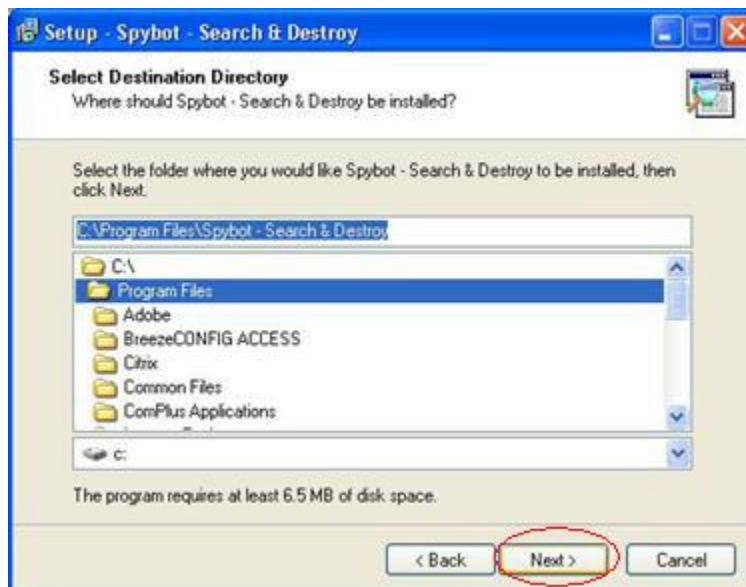 Setup - Spybot - Search & Destroy
Select Destination Directory
Where should Spybot - Search & Destroy be installed?
Select the folder where you would like Spybot - Search & Destroy to be installed, then
click Next.
C:\Program Files\Spybot - Search & Destroy
C:\
Program Files
Adobe
BreezeCONFIG ACCESS
Citrix
Common Files
ComPlus Applications
c:
The program requires at least 6.5 MB of disk space.
< Back Next > Cancel